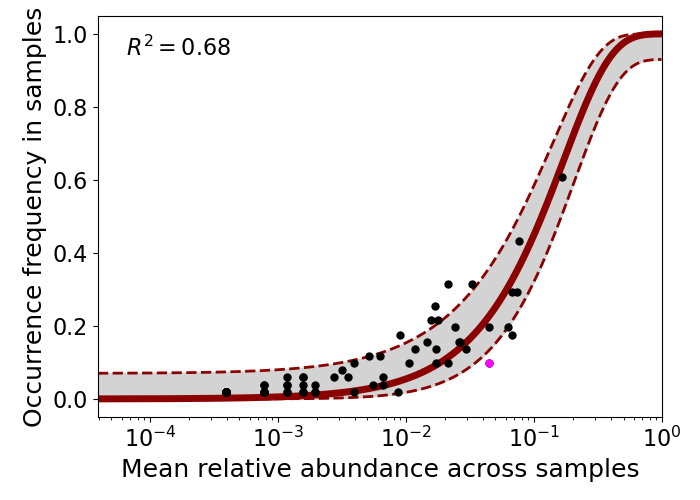 R² = 0.68
Occurrence frequency in samples
1.0
0.8
0.6
0.4
0.2
0.0
10⁻⁴ 10⁻³ 10⁻² 10⁻¹ 10⁰
Mean relative abundance across samples